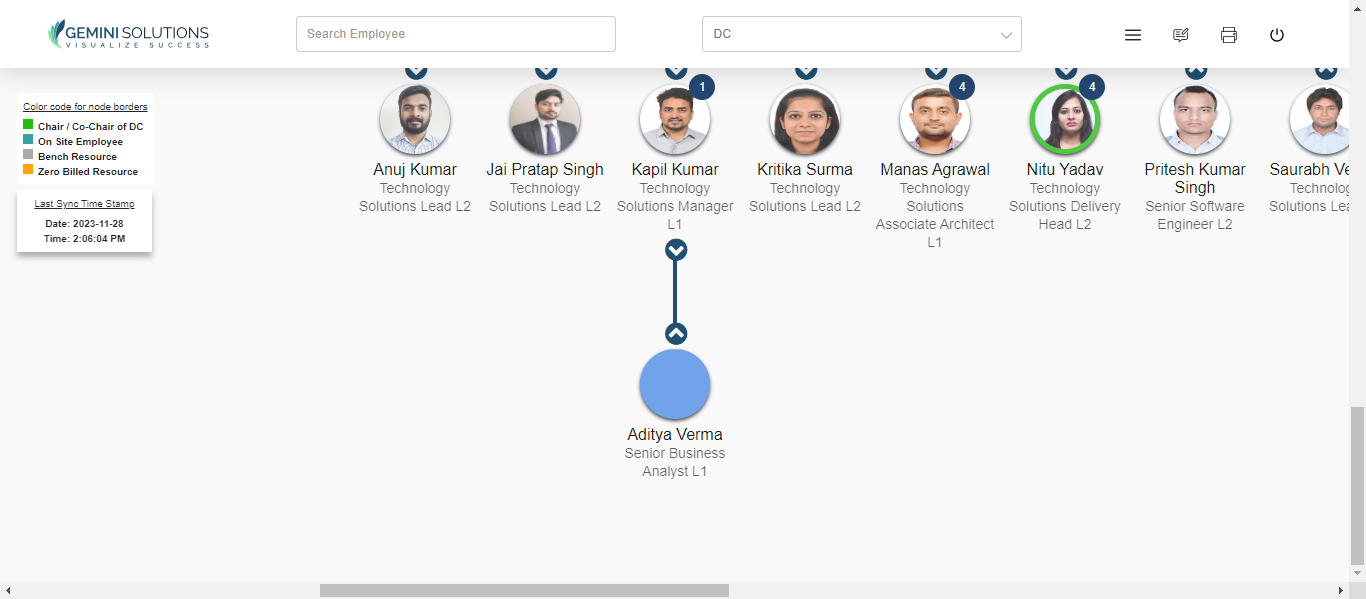 GEMINI SOLUTIONS
VISUALIZE SUCCESS
Search Employee
DC
Color code for node borders
Chair / Co-Chair of DC
On Site Employee
Bench Resource
Zero Billed Resource
Last Sync Time Stamp
Date: 2023-11-28
Time: 2:06:04 PM
Anuj Kumar
Technology
Solutions Lead L2
Jai Pratap Singh
Technology
Solutions Lead L2
1
Kapil Kumar
Technology
Solutions Manager
L1
Kritika Surma
Technology
Solutions Lead L2
4
Manas Agrawal
Technology
Solutions
Associate Architect
L1
4
Nitu Yadav
Technology
Solutions Delivery
Head L2
Pritesh Kumar
Singh
Senior Software
Engineer L2
Saurabh
Solutions
Aditya Verma
Senior Business
Analyst L1